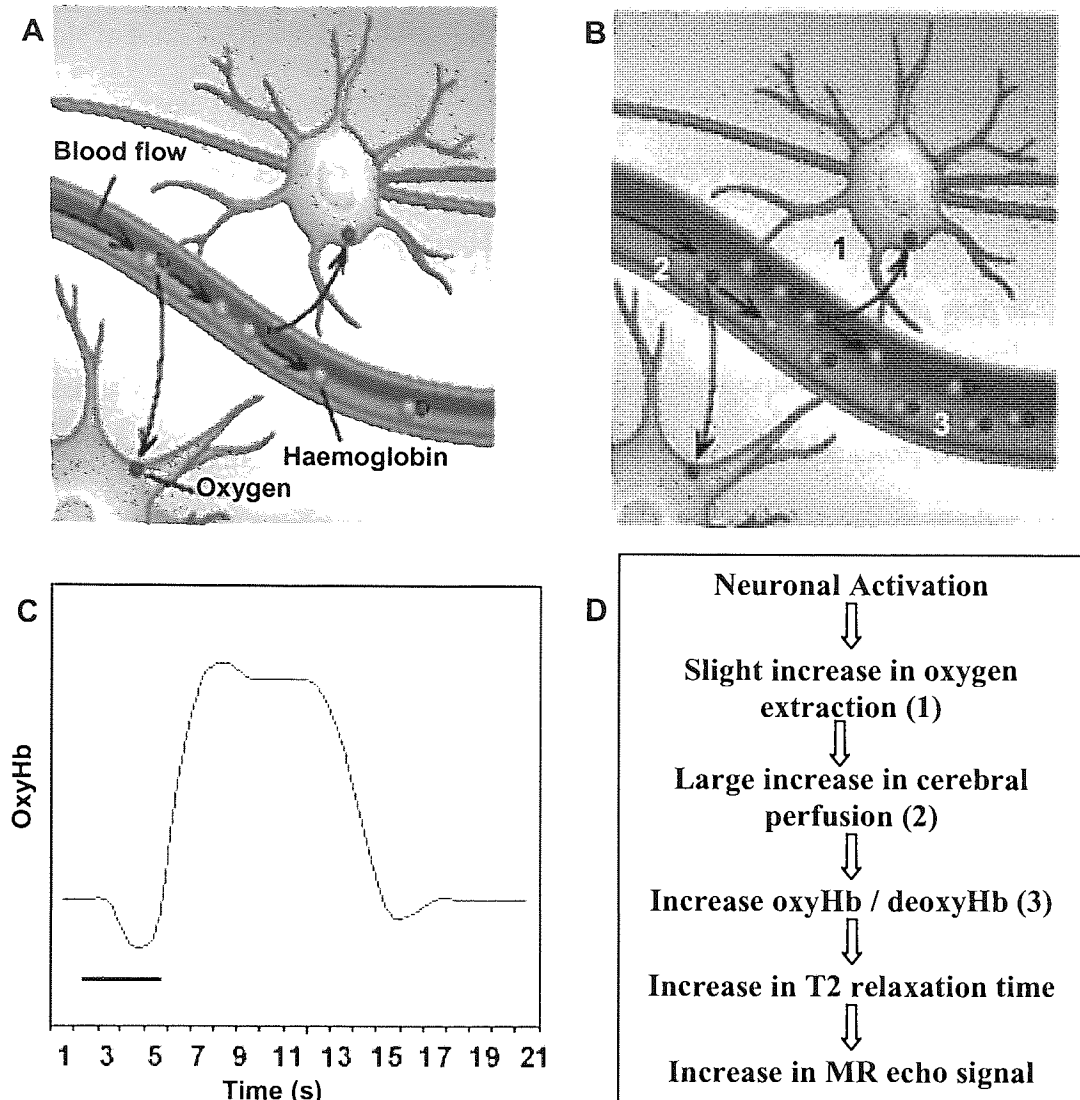 A
Blood flow
Haemoglobin
Oxygen
B
1
2
3
C
OxyHb
1 3 5 7 9 11 13 15 17 19 21
Time (s)
D
Neuronal Activation
Slight increase in oxygen
extraction (1)
Large increase in cerebral
perfusion (2)
Increase oxyHb / deoxyHb (3)
Increase in T2 relaxation time
Increase in MR echo signal